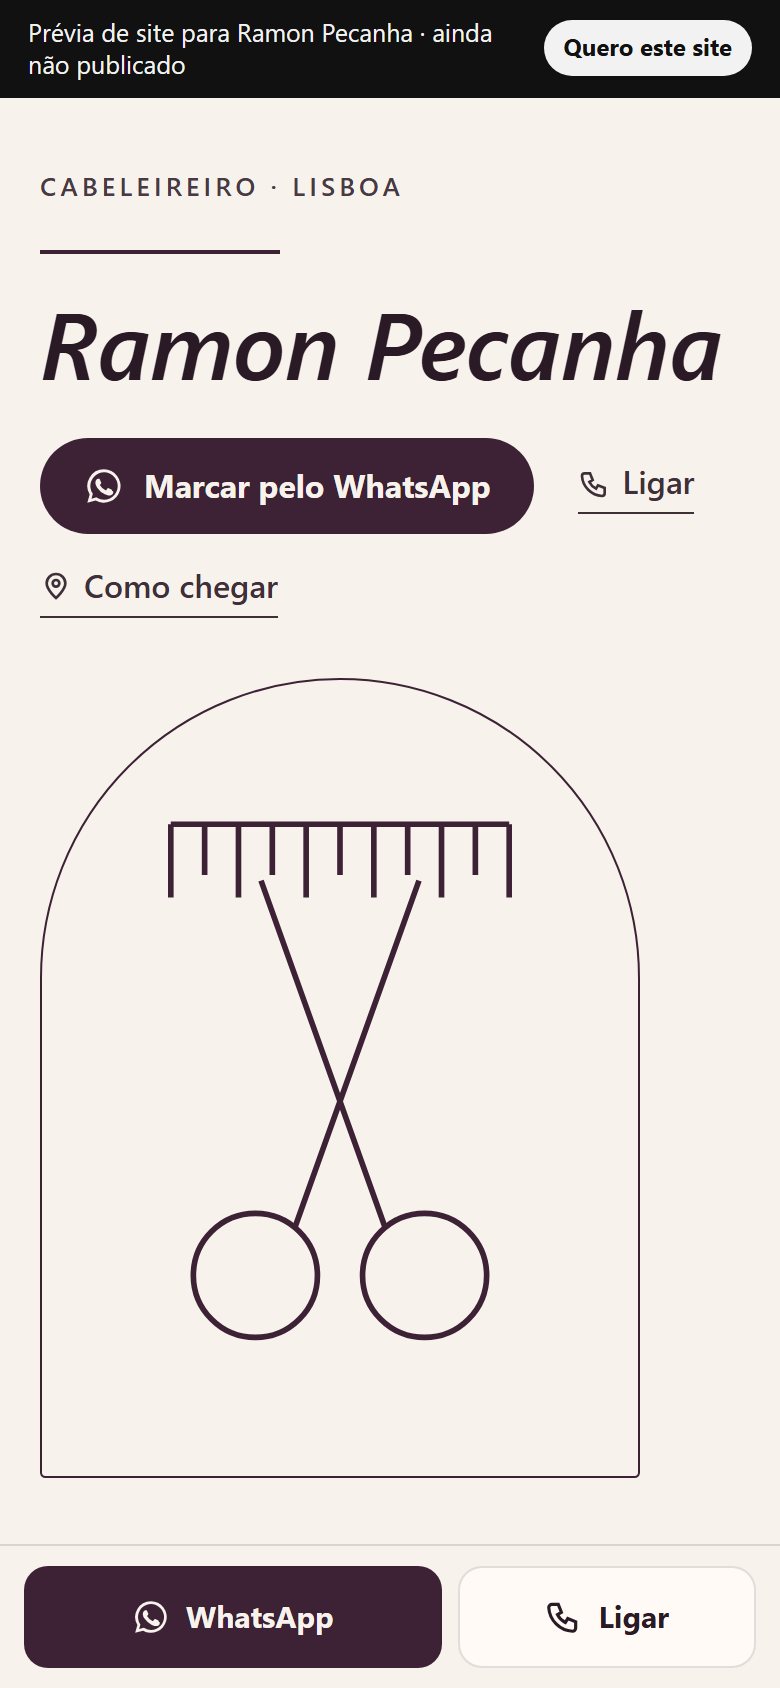 Prévia de site para Ramon Pecanha · ainda
não publicado
Quero este site
CABELEIREIRO · LISBOA
Ramon Pecanha
Marcar pelo WhatsApp
Ligar
Como chegar
WhatsApp
Ligar